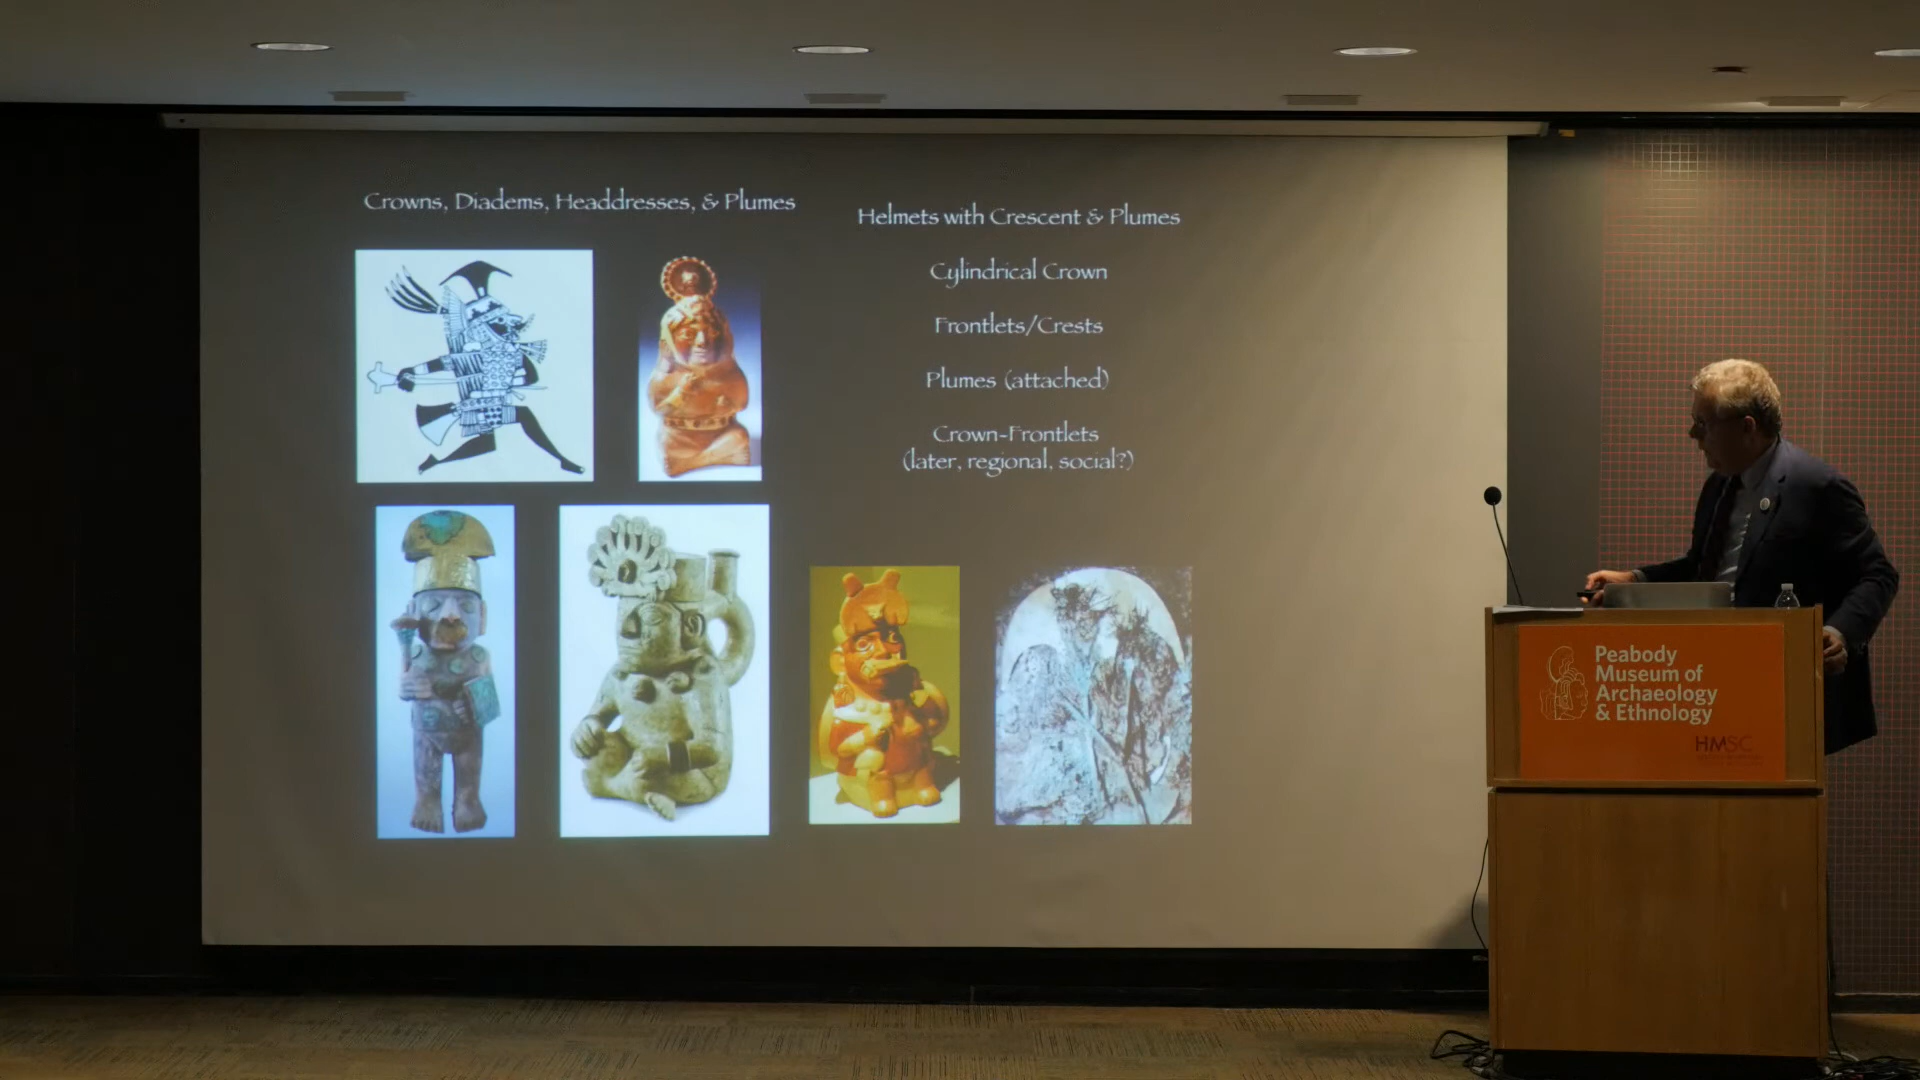 Crowns, Diadems, Headdresses, & Plumes
Helmets with Crescent & Plumes
Cylindrical Crown
Frontlets/Crests
Plumes (attached)
Crown-Frontlets
(later, regional, social?)
Peabody
Museum of
Archaeology
& Ethnology
HMSC